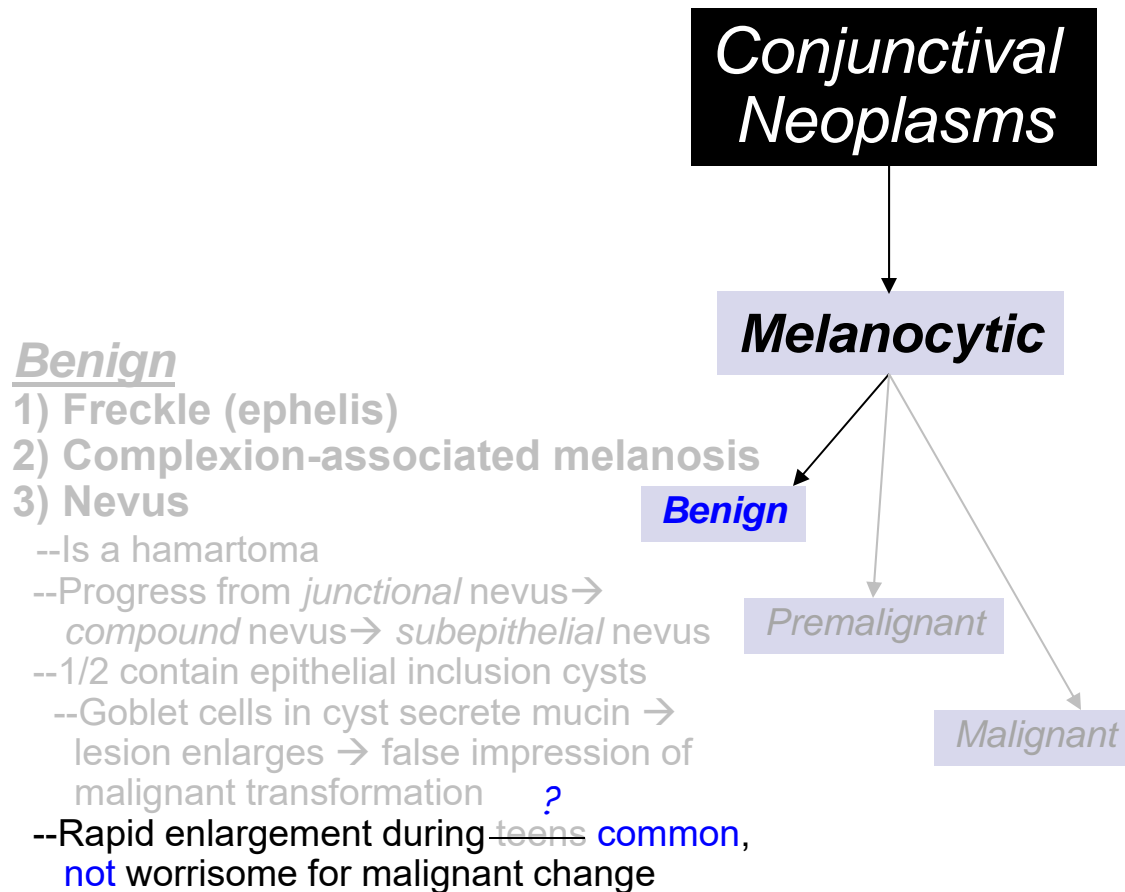 Conjunctival
Neoplasms
Melanocytic
Benign
Premalignant
Malignant
Benign
1) Freckle (ephelis)
2) Complexion-associated melanosis
3) Nevus
--Is a hamartoma
--Progress from junctional nevus→
compound nevus→ subepithelial nevus
--1/2 contain epithelial inclusion cysts
--Goblet cells in cyst secrete mucin →
lesion enlarges → false impression of
malignant transformation
?
--Rapid enlargement during teens common,
not worrisome for malignant change